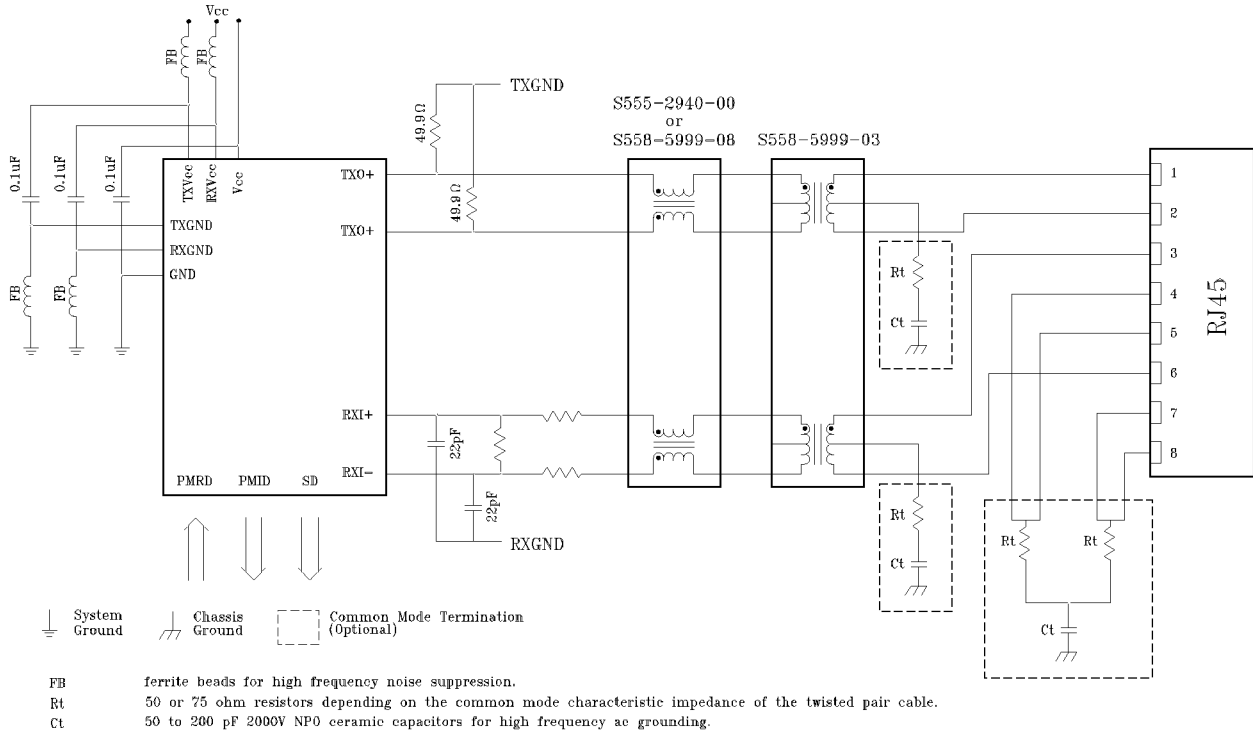 Vcc
FB
FB
TXGND
S555-2940-00
or
S558-5999-08
S558-5999-03
49.9Ω
49.9Ω
0.1uF
0.1uF
0.1uF
TXVcc
RXVcc
Vcc
TXO+
TXO+
TXGND
RXGND
GND
FB
FB
1
2
3
4
5
6
7
8
RJ45
Rt
Ct
RXI+
RXI-
22pF
22pF
PMRD
PMID
SD
RXGND
Rt
Ct
Rt
Rt
Ct
System
Ground
Chassis
Ground
Common Mode Termination
(Optional)
FB ferrite beads for high frequency noise suppression.
Rt 50 or 75 ohm resistors depending on the common mode characteristic impedance of the twisted pair cable.
Ct 50 to 200 pF 2000V NPO ceramic capacitors for high frequency ac grounding.